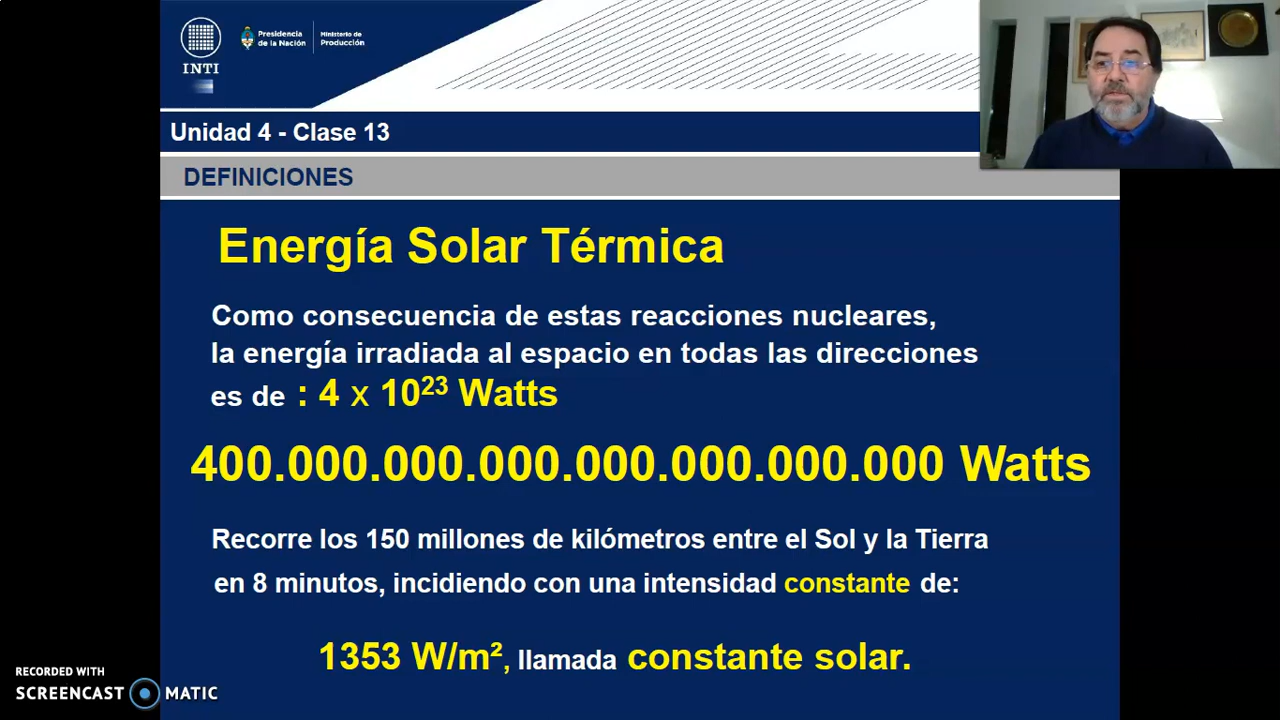 INTI
Presidencia
de la Nación
Ministerio de
Producción
Unidad 4 - Clase 13
DEFINICIONES
Energía Solar Térmica
Como consecuencia de estas reacciones nucleares,
la energía irradiada al espacio en todas las direcciones
es de : 4 x 10²³ Watts
400.000.000.000.000.000.000.000 Watts
Recorre los 150 millones de kilómetros entre el Sol y la Tierra
en 8 minutos, incidiendo con una intensidad constante de:
1353 W/m², llamada constante solar.
RECORDED WITH
SCREENCAST MATIC